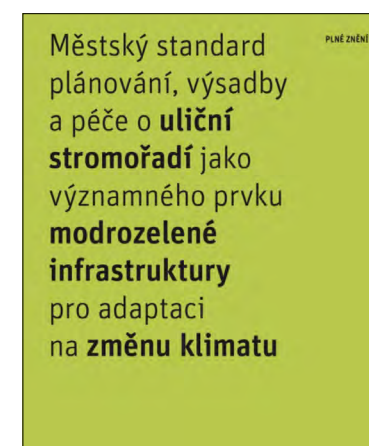 PLNÉ ZNĚNÍ
Městský standard
plánování, výsadby
a péče o uliční
stromořadí jako
významného prvku
modrozelené
infrastruktury
pro adaptaci
na změnu klimatu